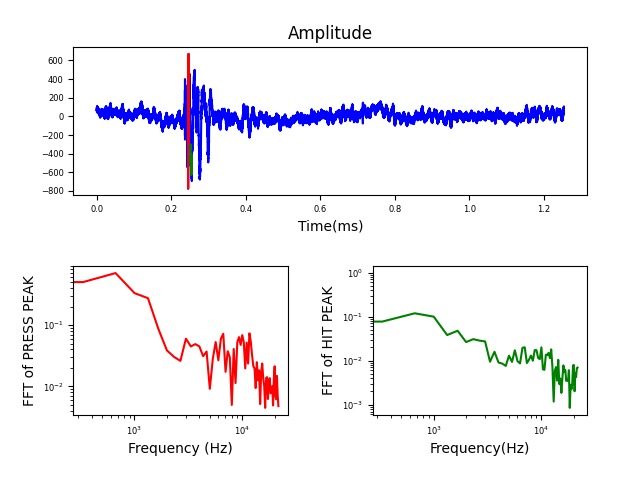 Amplitude
600
400
200
0
−200
−400
−600
−800
0.0 0.2 0.4 0.6 0.8 1.0 1.2
Time(ms)
FFT of PRESS PEAK
10⁻¹
10⁻²
10³ 10⁴
Frequency (Hz)
FFT of HIT PEAK
10⁰
10⁻¹
10⁻²
10⁻³
10³ 10⁴
Frequency(Hz)